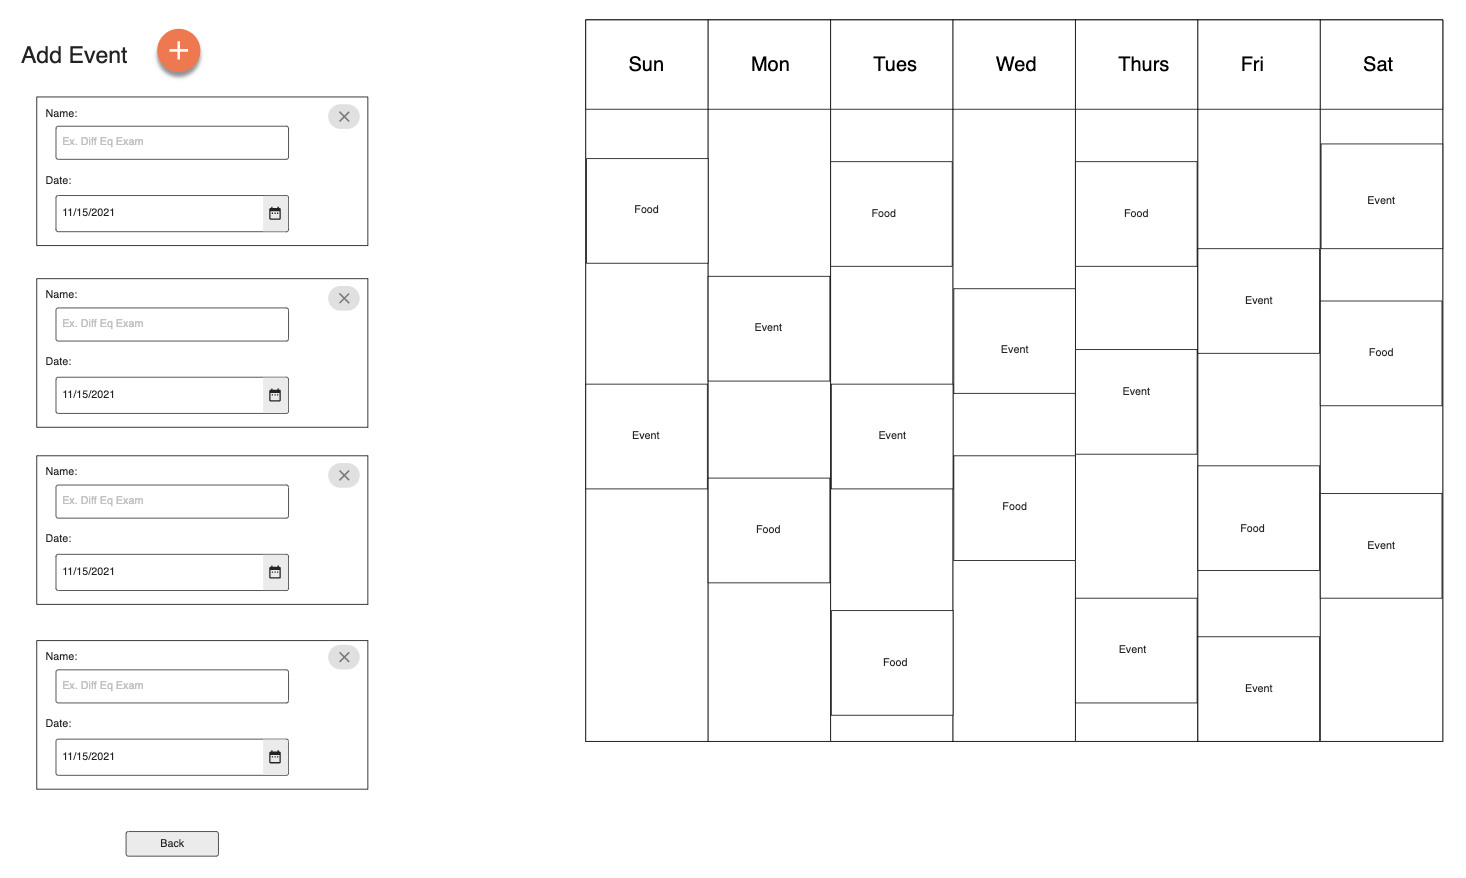 Add Event
Name:
Ex. Diff Eq Exam
Date:
11/15/2021
Name:
Ex. Diff Eq Exam
Date:
11/15/2021
Name:
Ex. Diff Eq Exam
Date:
11/15/2021
Name:
Ex. Diff Eq Exam
Date:
11/15/2021
Back
Sun Mon Tues Wed Thurs Fri Sat
Food
Event
Event
Food
Food
Event
Food
Event
Food
Food
Event
Event
Event
Food
Event
Event
Food
Event